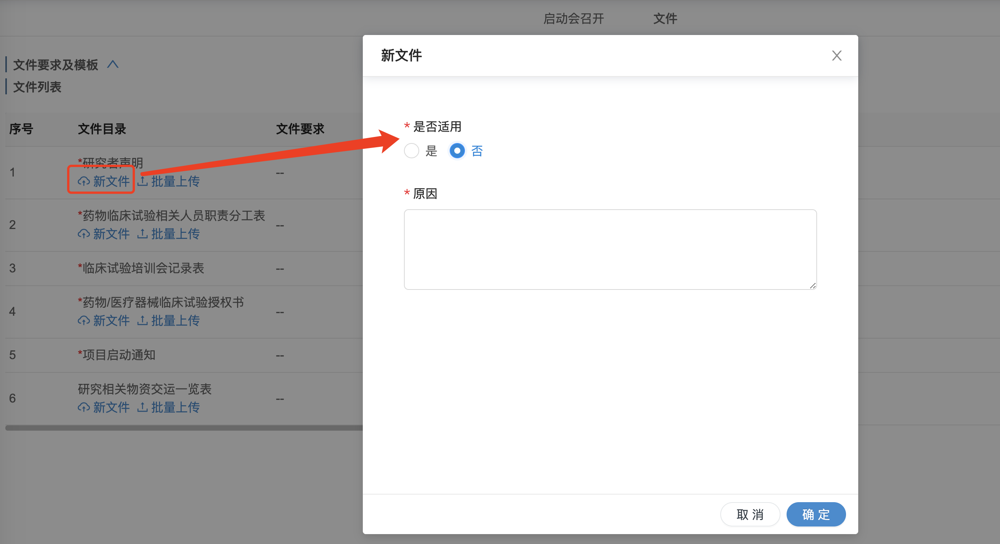 启动会召开 文件
文件要求及模板
文件列表
序号 文件目录 文件要求
1 *研究者声明 --
新文件 批量上传
2 *药物临床试验相关人员职责分工表 --
新文件 批量上传
3 *临床试验培训会记录表 --
4 *药物/医疗器械临床试验授权书 --
新文件 批量上传
5 *项目启动通知 --
6 研究相关物资交运一览表 --
新文件 批量上传
新文件
* 是否适用
是 否
* 原因
取 消 确 定